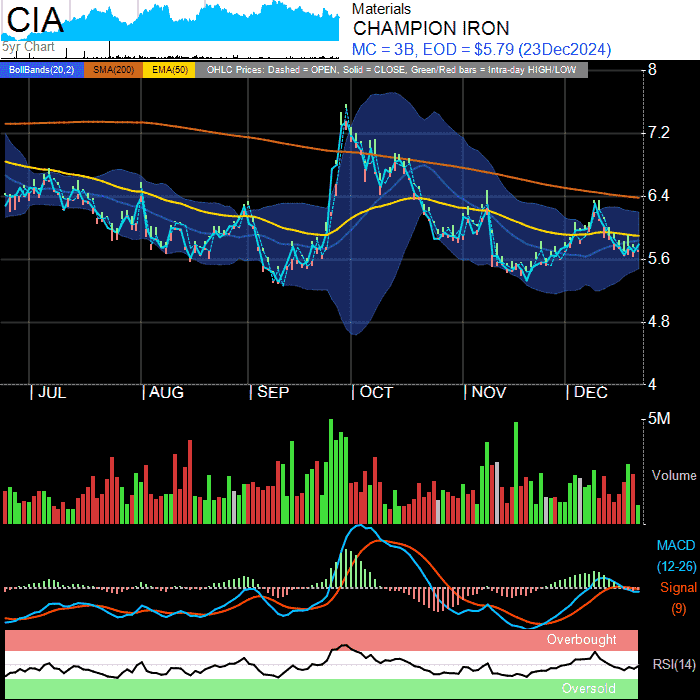 CIA
5yr Chart
Materials
CHAMPION IRON
MC = 3B, EOD = $5.79 (23Dec2024)
BollBands(20,2) SMA(200) EMA(50) OHLC Prices: Dashed = OPEN, Solid = CLOSE, Green/Red bars = Intra-day HIGH/LOW
8
7.2
6.4
5.6
4.8
4
JUL AUG SEP OCT NOV DEC
5M
Volume
MACD
(12-26)
Signal
(9)
Overbought
RSI(14)
Oversold